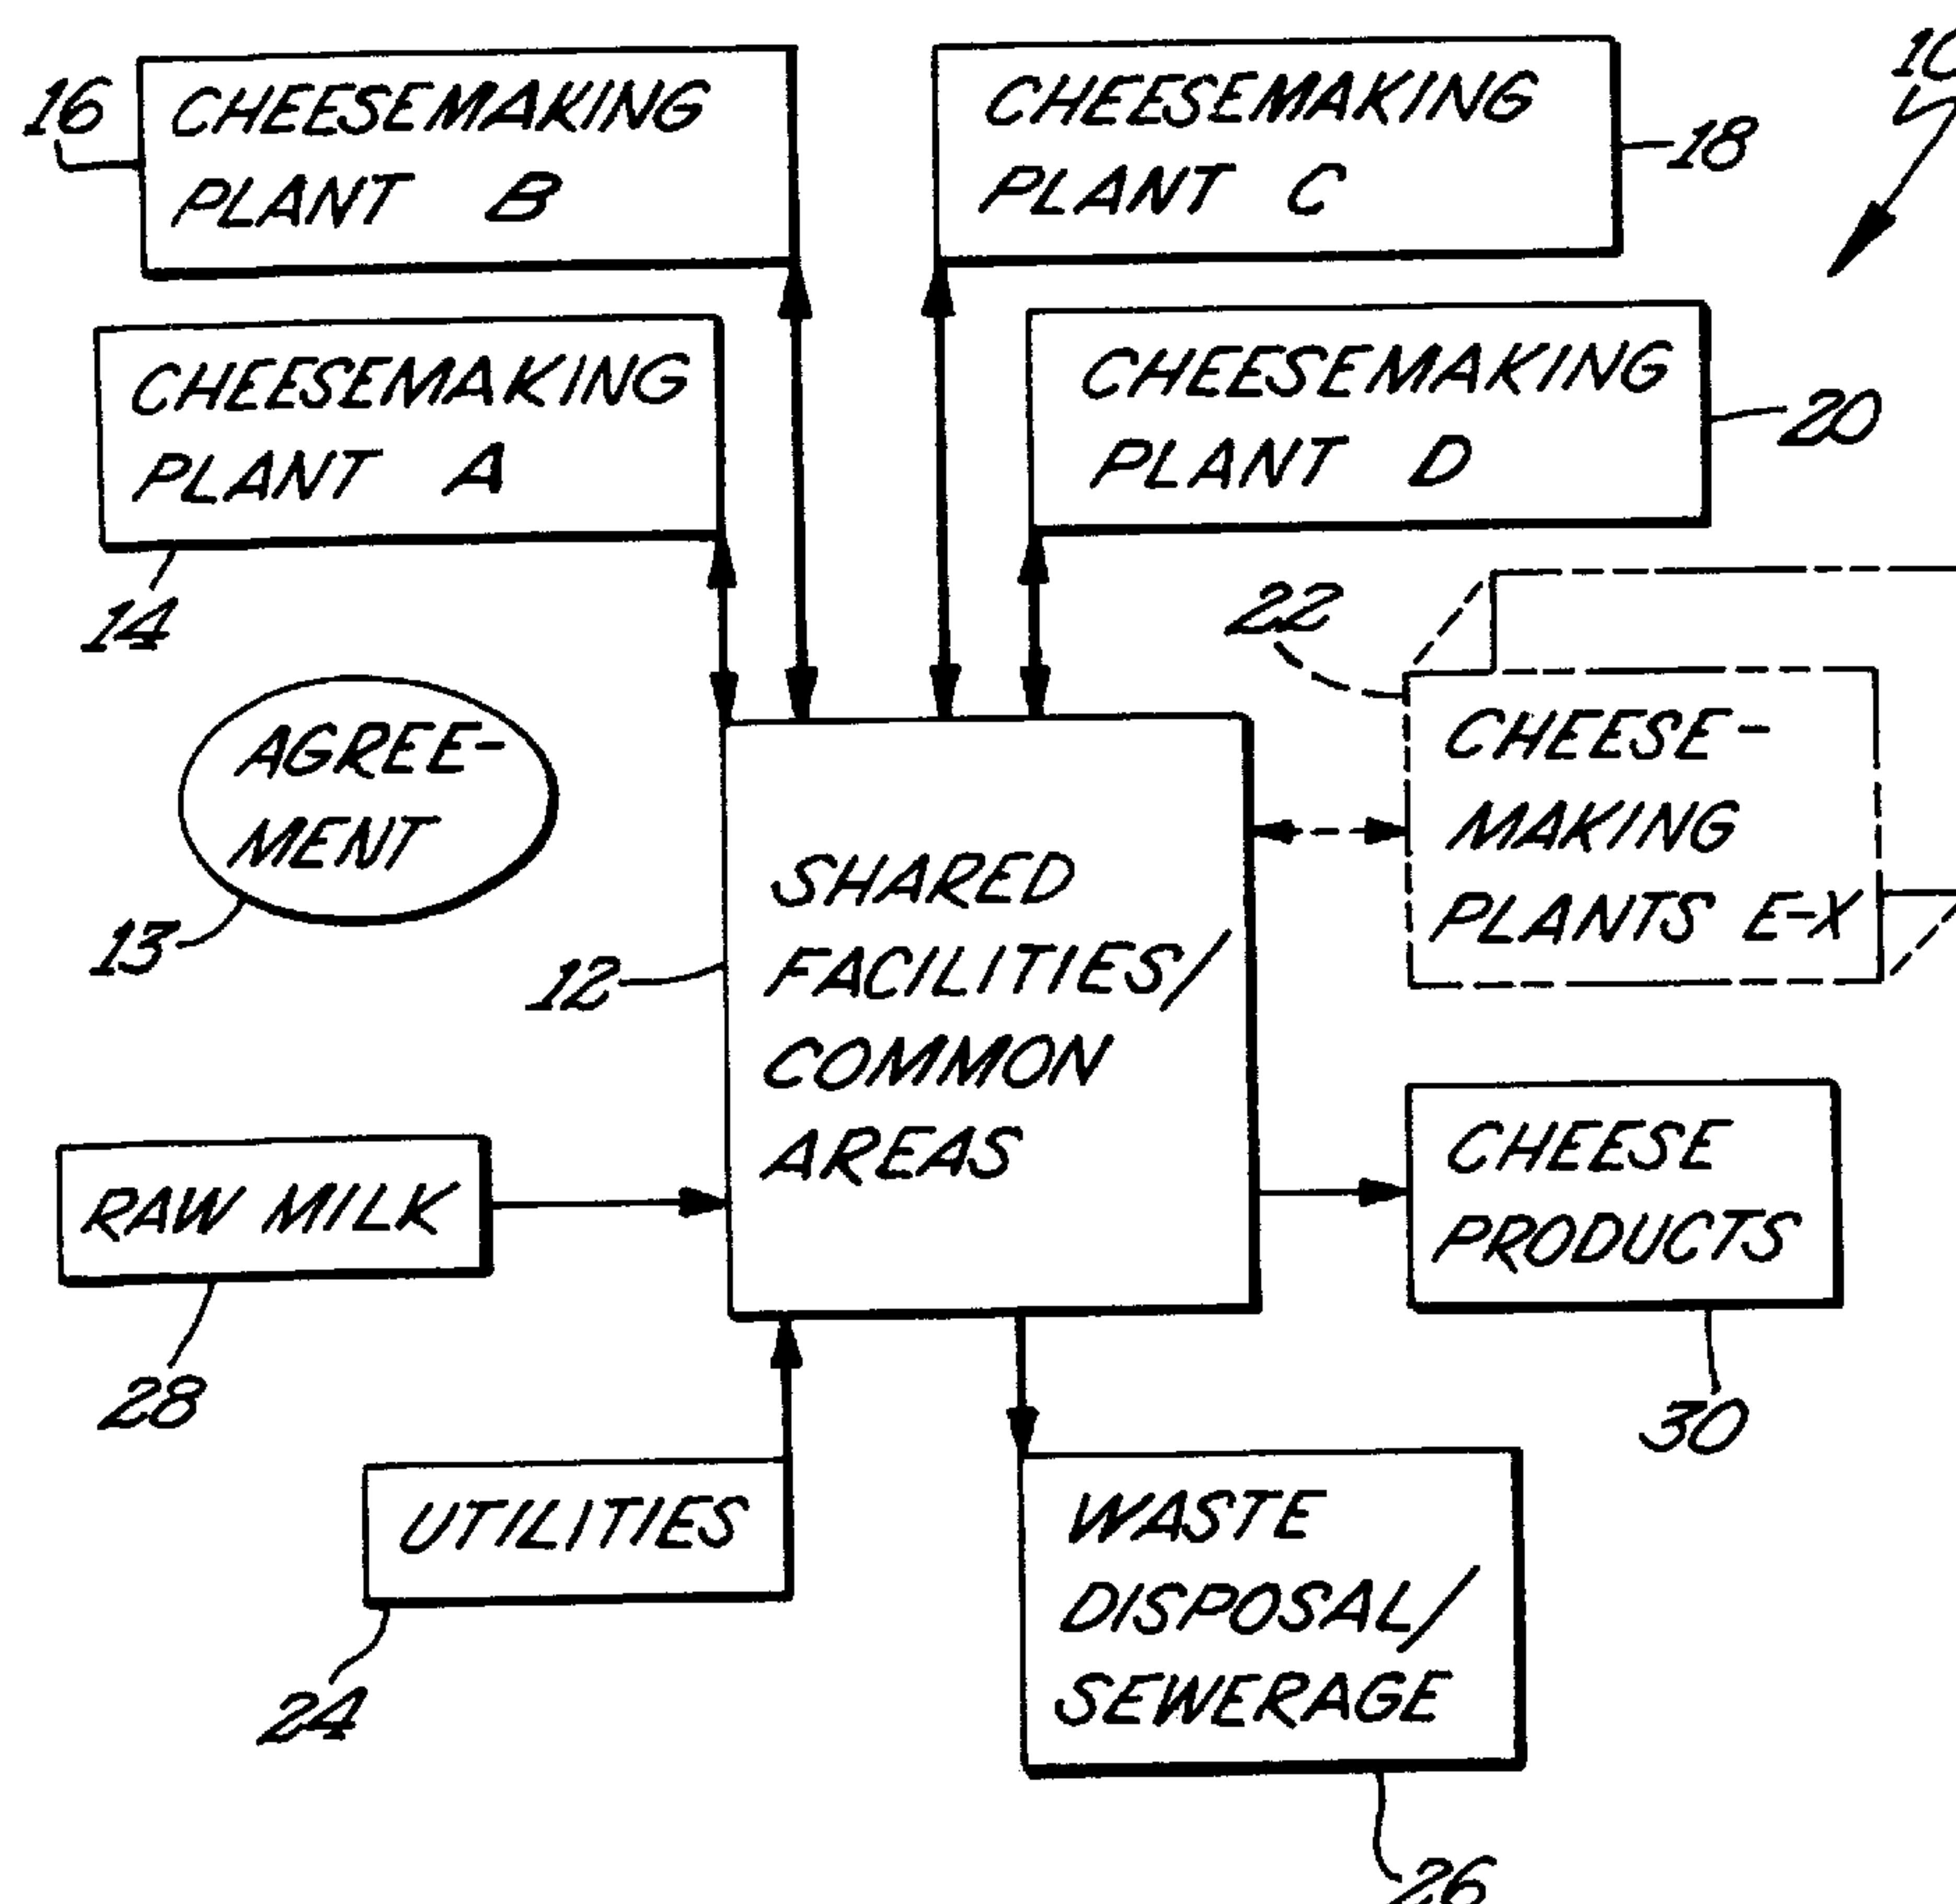 10
16
CHEESEMAKING
PLANT B
CHEESEMAKING
PLANT C
18
CHEESEMAKING
PLANT A
14
CHEESEMAKING
PLANT D
20
22
CHEESE-
MAKING
PLANTS E-X
AGREE-
MENT
13
12
SHARED
FACILITIES/
COMMON
AREAS
RAW MILK
28
CHEESE
PRODUCTS
30
UTILITIES
24
WASTE
DISPOSAL/
SEWERAGE
26